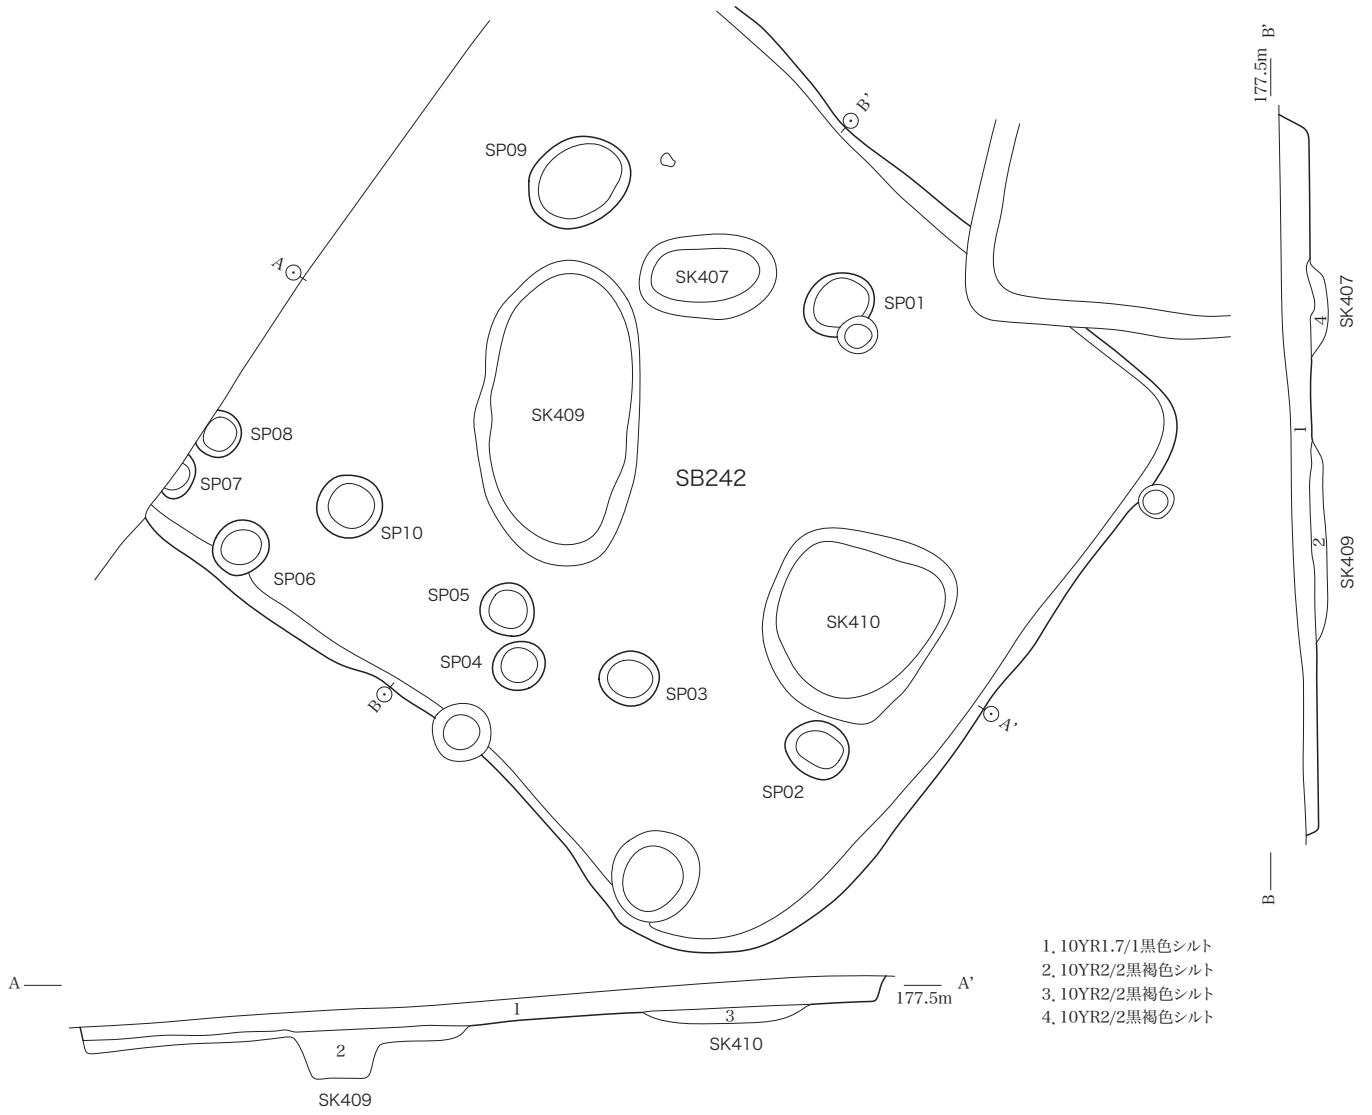 B'
177.5m
B'
SP09
SK407
SP01
A
SK407
4
SK409
SP08
1
SB242
SP07
SP10
SP06
2
SK409
SP05
SK410
SP04
SP03
B
A'
SP02
B
1. 10YR1.7/1黒色シルト
2. 10YR2/2黒褐色シルト
3. 10YR2/2黒褐色シルト
4. 10YR2/2黒褐色シルト
A
A'
177.5m
1
3
2
SK410
SK409